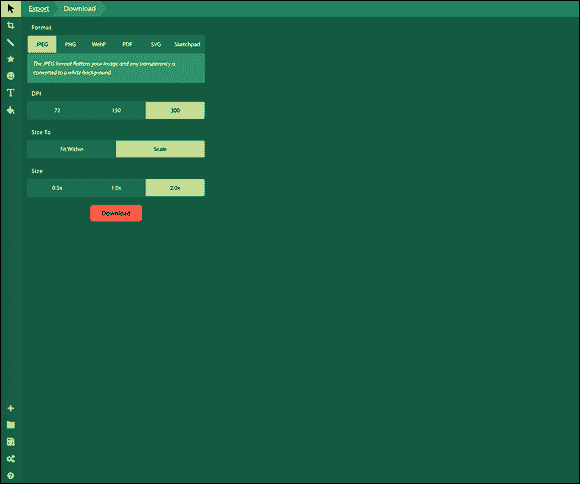 Export Download
Format
JPEG PNG WebP PDF SVG Sketchpad
The JPEG format flattens your image and any transparency is
converted to a white background.
DPI
72 150 300
Size To
Fit Within Scale
Size
0.5x 1.0x 2.0x
Download